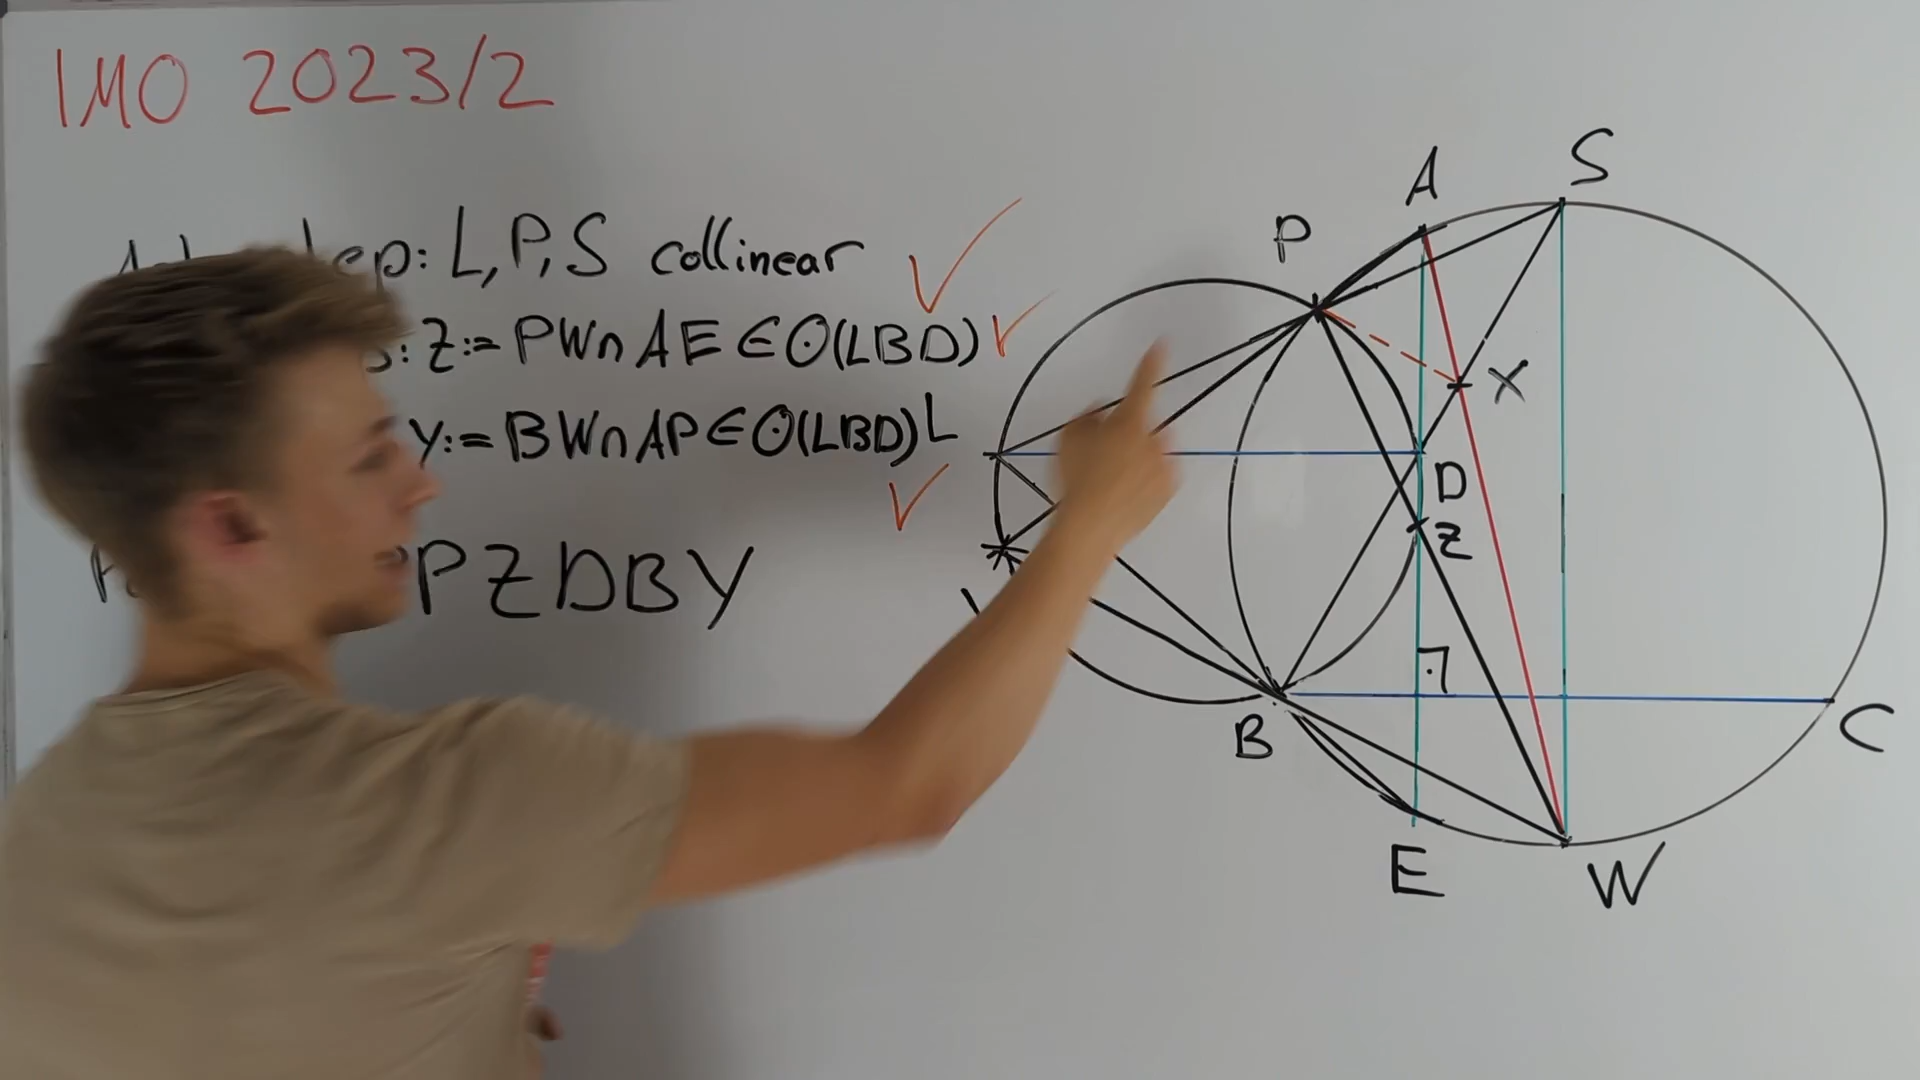 IMO 2023/2
: L, P, S collinear
: Z := PW ∩ AE ∈ ⊙(LBD) ✓
Y := BW ∩ AP ∈ ⊙(LBD) ✓
PZDBY
A
S
P
X
L
D
Z
B
C
E
W